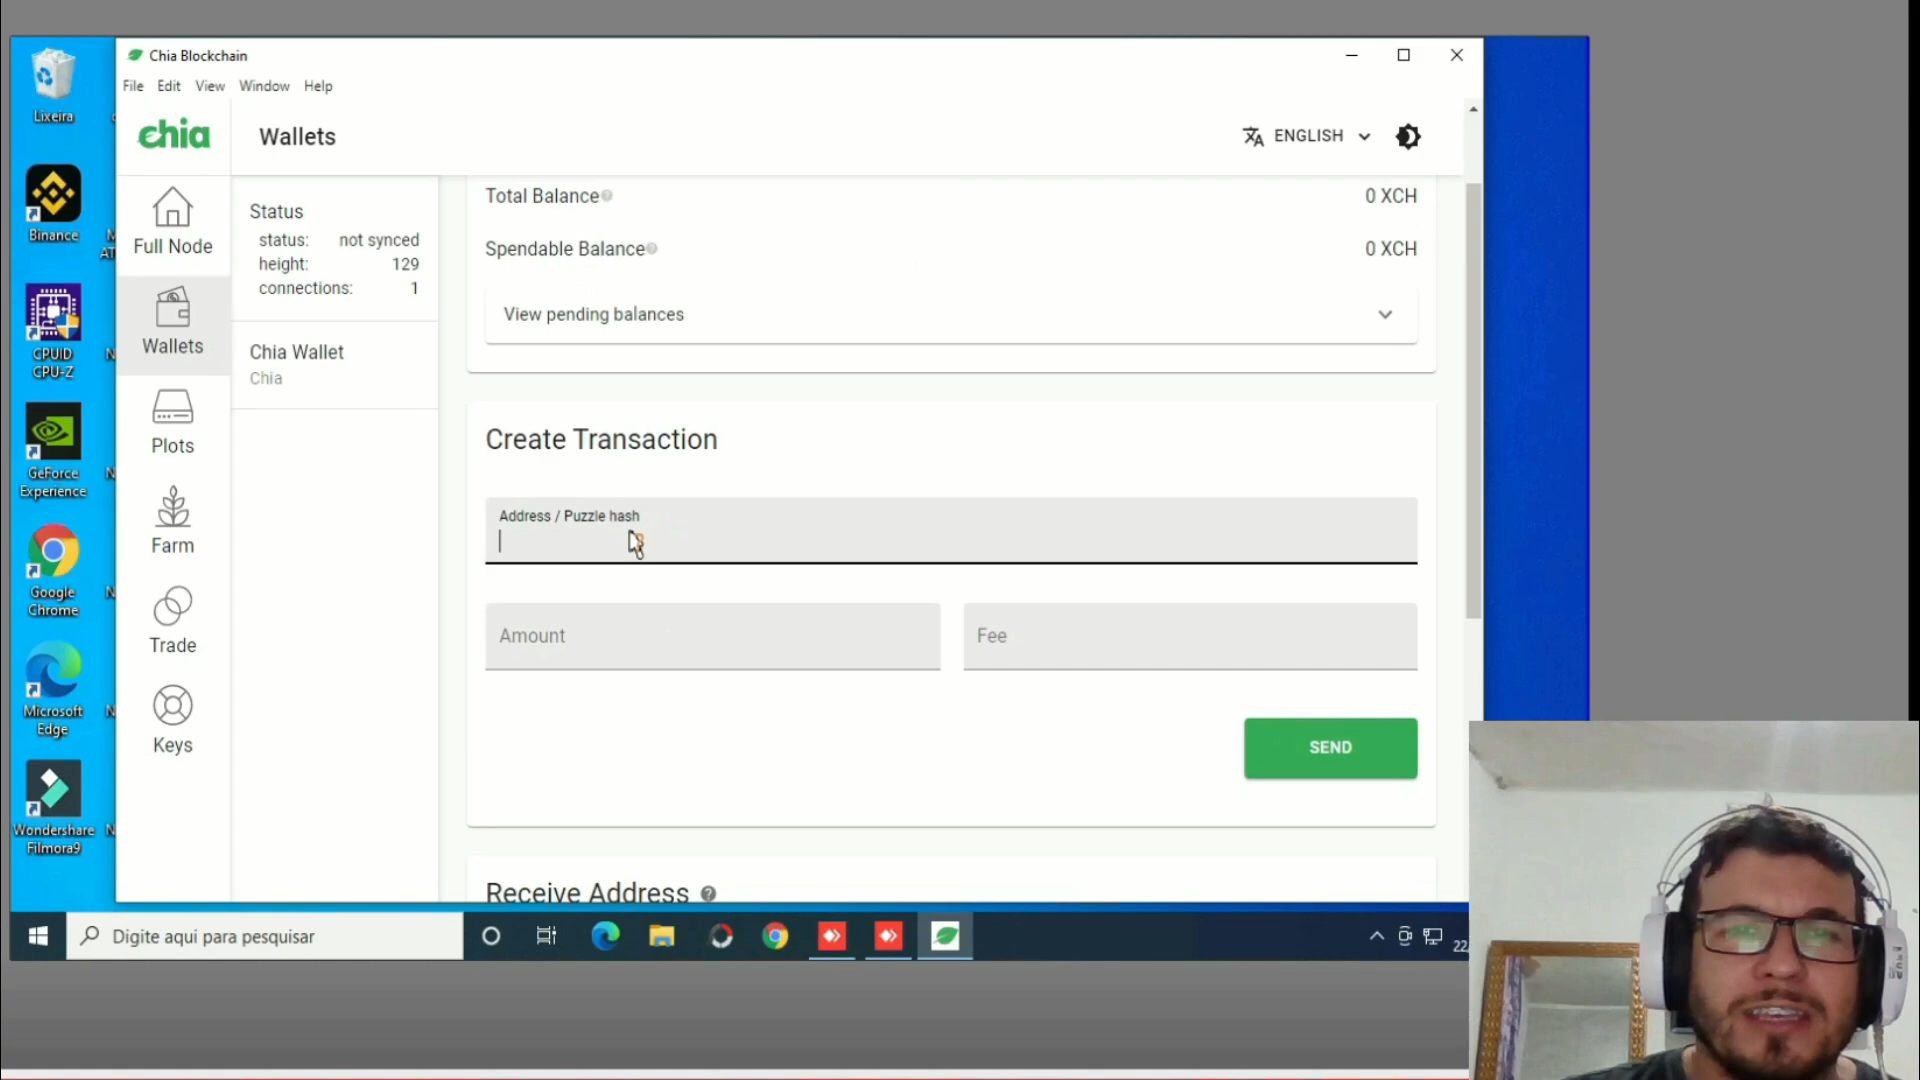 Chia Blockchain
File Edit View Window Help
chia
Wallets
ENGLISH
Full Node
Wallets
Plots
Farm
Trade
Keys
Status
status: not synced
height: 129
connections: 1
Chia Wallet
Chia
Total Balance 0 XCH
Spendable Balance 0 XCH
View pending balances
Create Transaction
Address / Puzzle hash
Amount
Fee
SEND
Receive Address
Lixeira
Binance
CPUID
CPU-Z
GeForce
Experience
Google
Chrome
Microsoft
Edge
Wondershare
Filmora9
Digite aqui para pesquisar